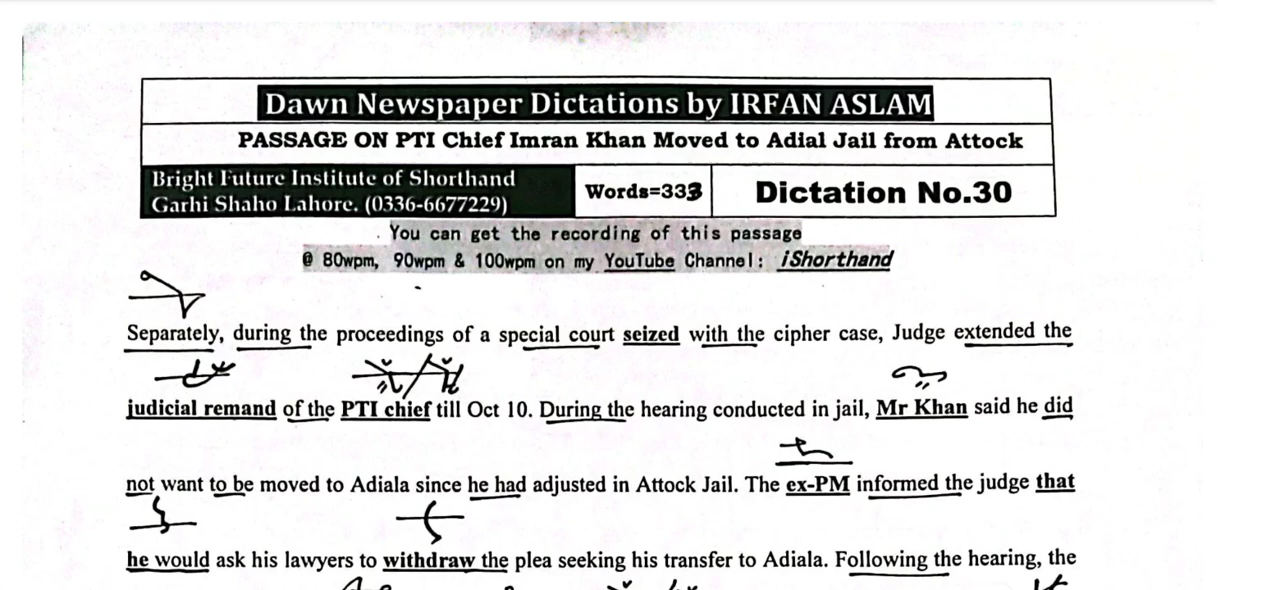 Dawn Newspaper Dictations by IRFAN ASLAM
PASSAGE ON PTI Chief Imran Khan Moved to Adial Jail from Attock
Bright Future Institute of Shorthand
Garhi Shaho Lahore. (0336-6677229)
Words=333
Dictation No.30
You can get the recording of this passage
@ 80wpm, 90wpm & 100wpm on my YouTube Channel: iShorthand
Separately, during the proceedings of a special court seized with the cipher case, Judge extended the
judicial remand of the PTI chief till Oct 10. During the hearing conducted in jail, Mr Khan said he did
not want to be moved to Adiala since he had adjusted in Attock Jail. The ex-PM informed the judge that
he would ask his lawyers to withdraw the plea seeking his transfer to Adiala. Following the hearing, the